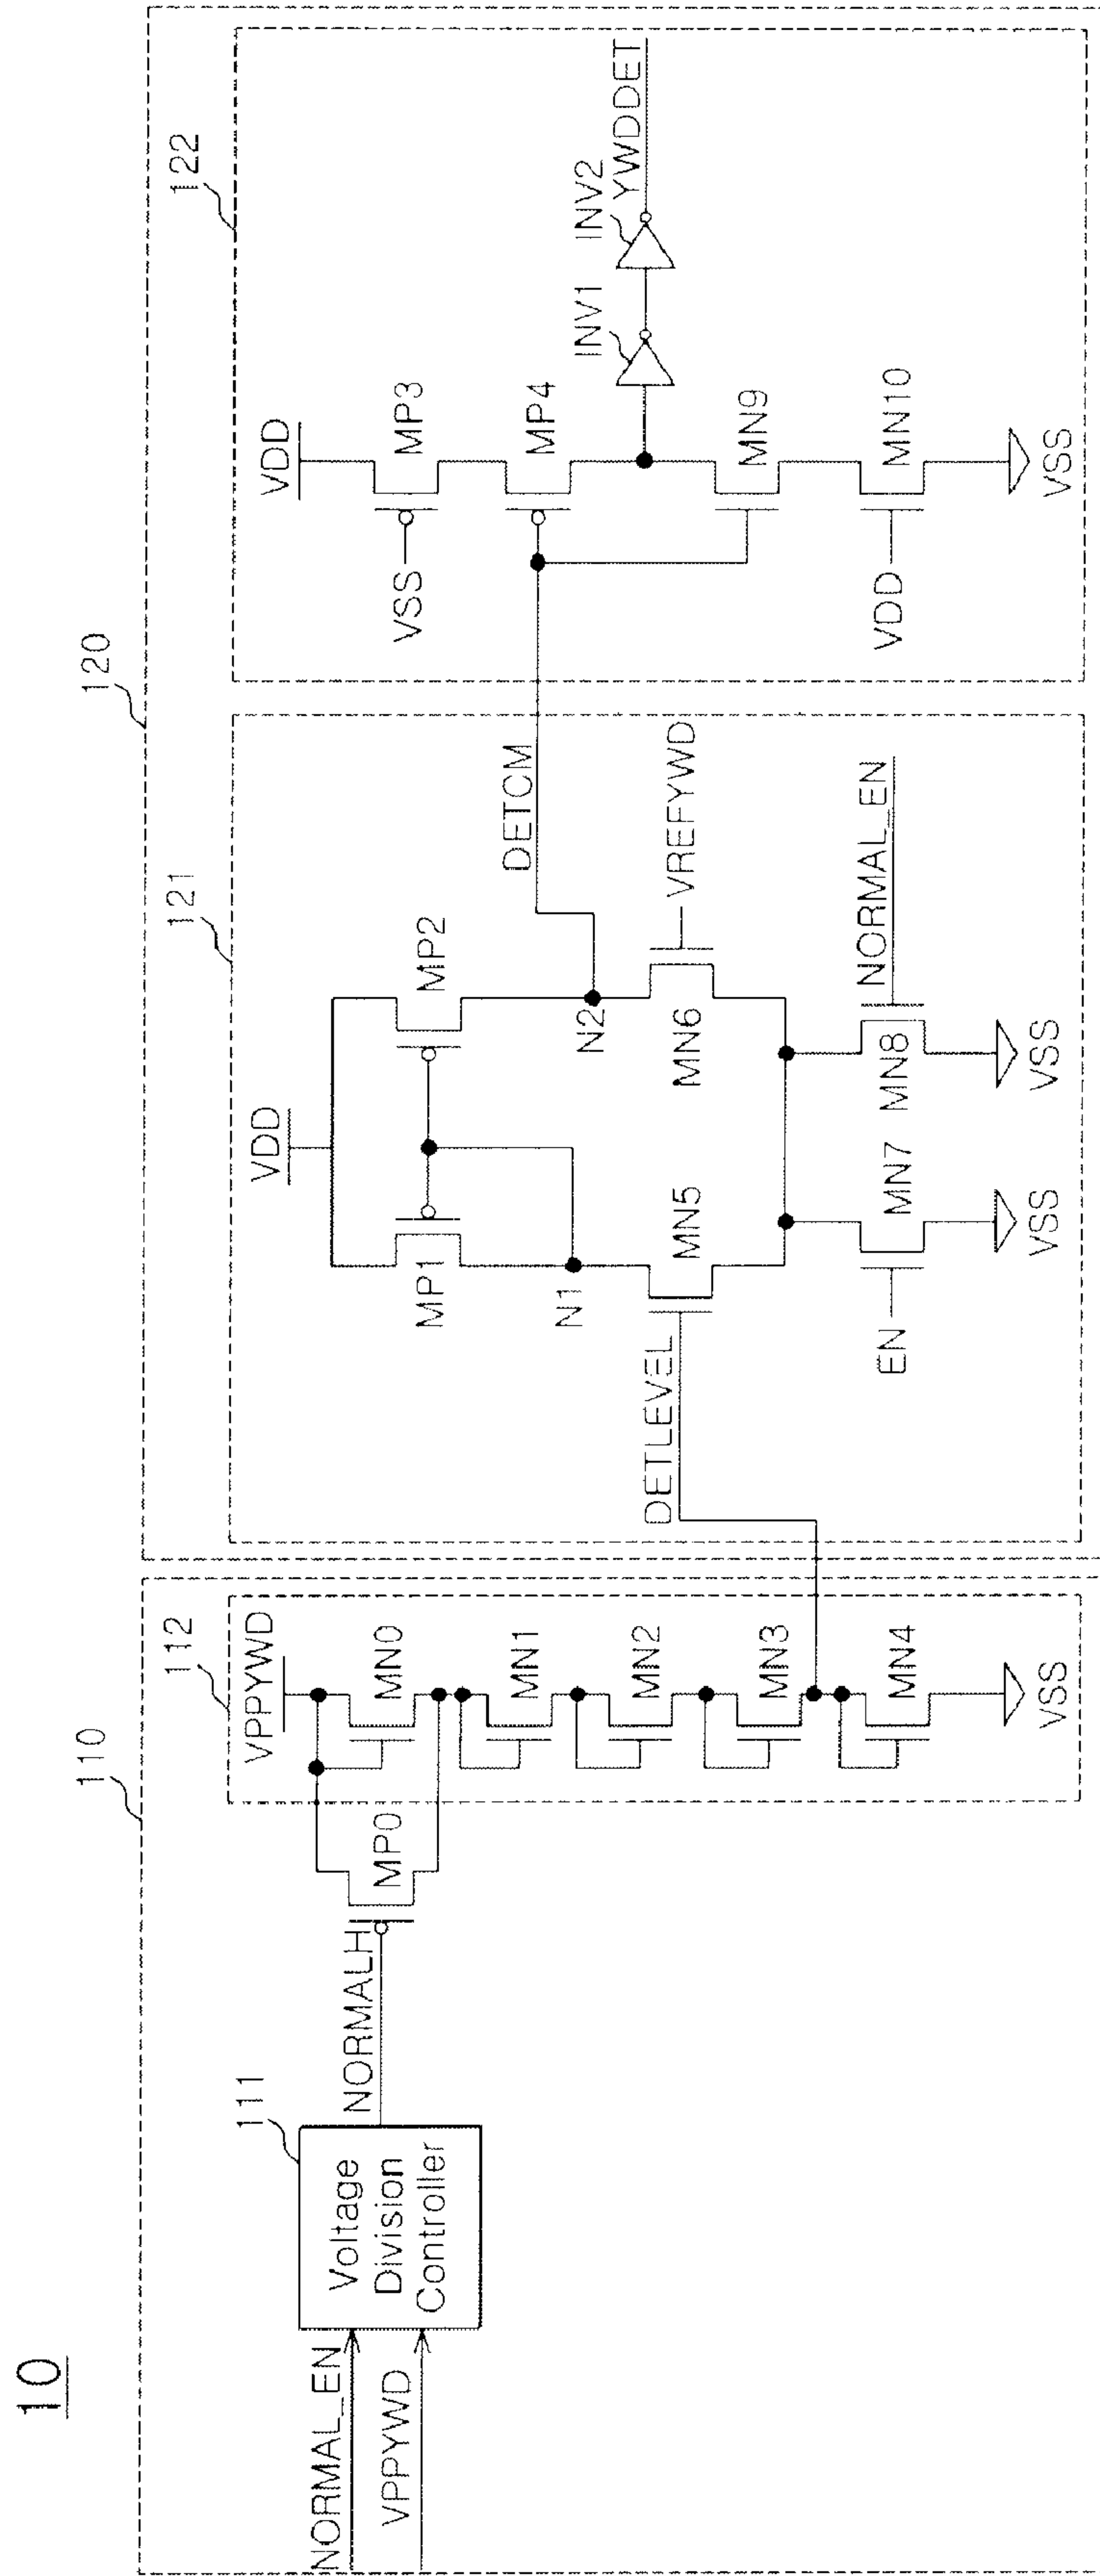 10
110
111
NORMAL_EN
VPPYWD
Voltage
Division
Controller
NORMALH
MP0
112
VPPYWD
MN0
MN1
MN2
MN3
MN4
VSS
120
121
DETLEVEL
VDD
MP1
MP2
N1
N2
MN5
MN6
VREFYWD
EN
MN7
MN8
NORMAL_EN
VSS
VSS
DETCM
122
VDD
VSS
MP3
MP4
MN9
VDD
MN10
VSS
INV1
INV2
YWDDET